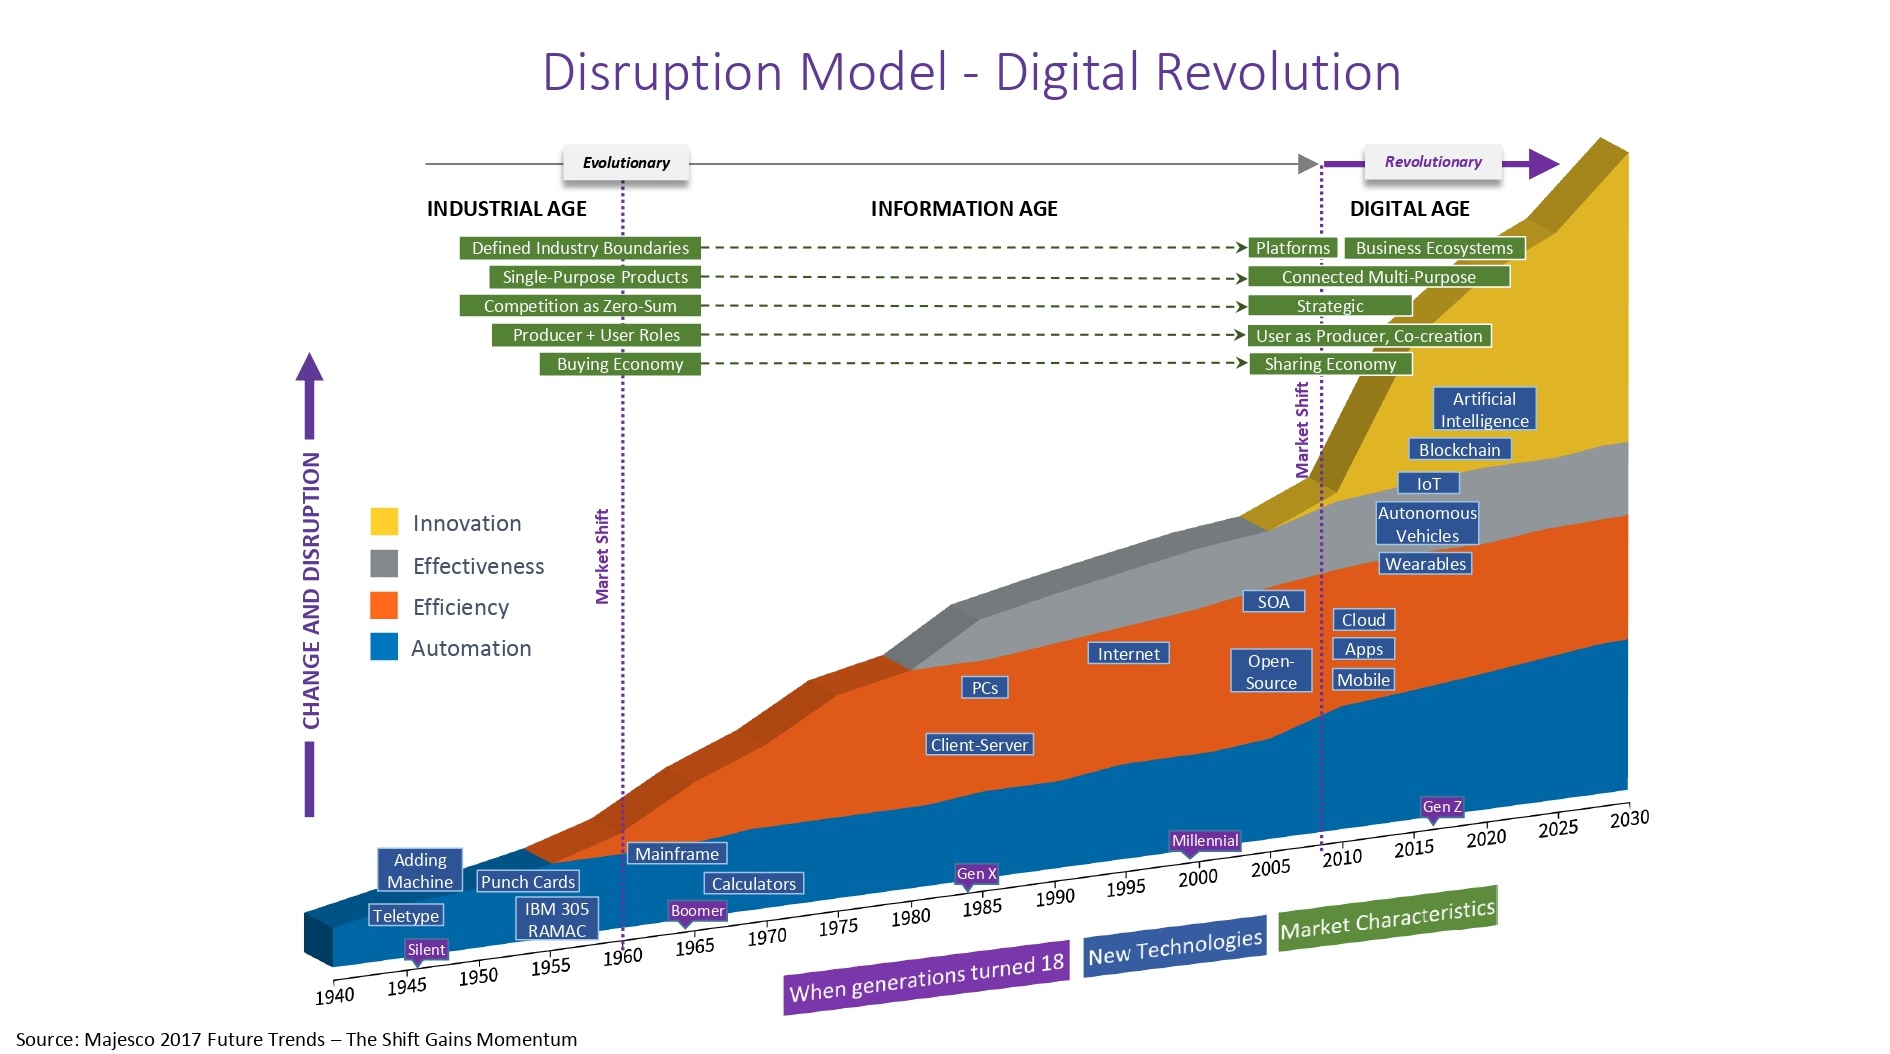 Disruption Model - Digital Revolution
Evolutionary
Revolutionary
INDUSTRIAL AGE
INFORMATION AGE
DIGITAL AGE
Defined Industry Boundaries
Platforms
Business Ecosystems
Single-Purpose Products
Connected Multi-Purpose
Competition as Zero-Sum
Strategic
Producer + User Roles
User as Producer, Co-creation
Buying Economy
Sharing Economy
CHANGE AND DISRUPTION
Market Shift
Market Shift
Innovation
Effectiveness
Efficiency
Automation
Artificial
Intelligence
Blockchain
IoT
Autonomous
Vehicles
Wearables
SOA
Cloud
Internet
Apps
Open-
Source
Mobile
PCs
Client-Server
Adding
Machine
Punch Cards
Mainframe
Calculators
Teletype
IBM 305
RAMAC
Silent
Boomer
Gen X
Millennial
Gen Z
1940
1945
1950
1955
1960
1965
1970
1975
1980
1985
1990
1995
2000
2005
2010
2015
2020
2025
2030
When generations turned 18
New Technologies
Market Characteristics
Source: Majesco 2017 Future Trends – The Shift Gains Momentum